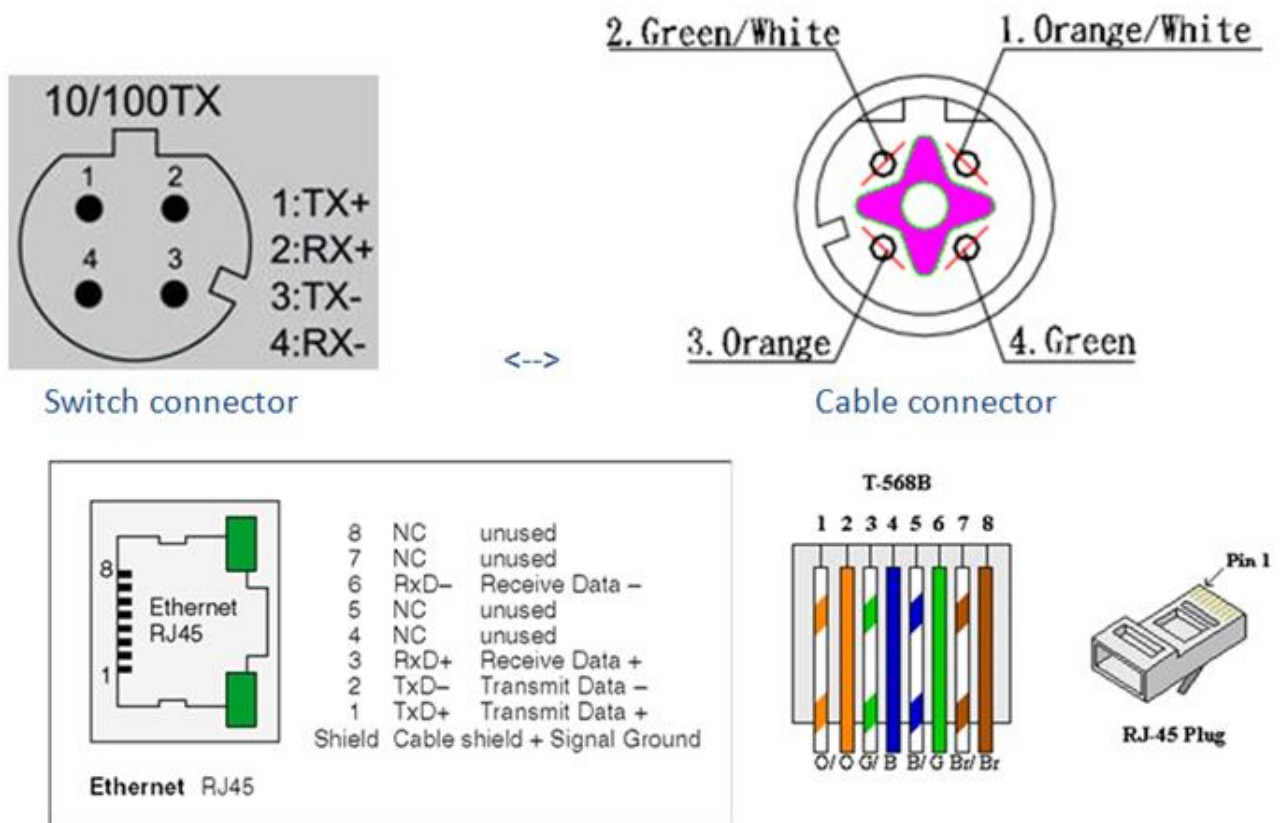 10/100TX
1 2
4 3
1:TX+
2:RX+
3:TX-
4:RX-
Switch connector
<-->
2.Green/White
1.Orange/White
3.Orange
4.Green
Cable connector
8
Ethernet
RJ45
1
8 NC unused
7 NC unused
6 RxD– Receive Data –
5 NC unused
4 NC unused
3 RxD+ Receive Data +
2 TxD– Transmit Data –
1 TxD+ Transmit Data +
Shield Cable shield + Signal Ground
Ethernet RJ45
T-568B
1 2 3 4 5 6 7 8
O/ O G/ B B/ G Br/ Br
Pin 1
RJ-45 Plug